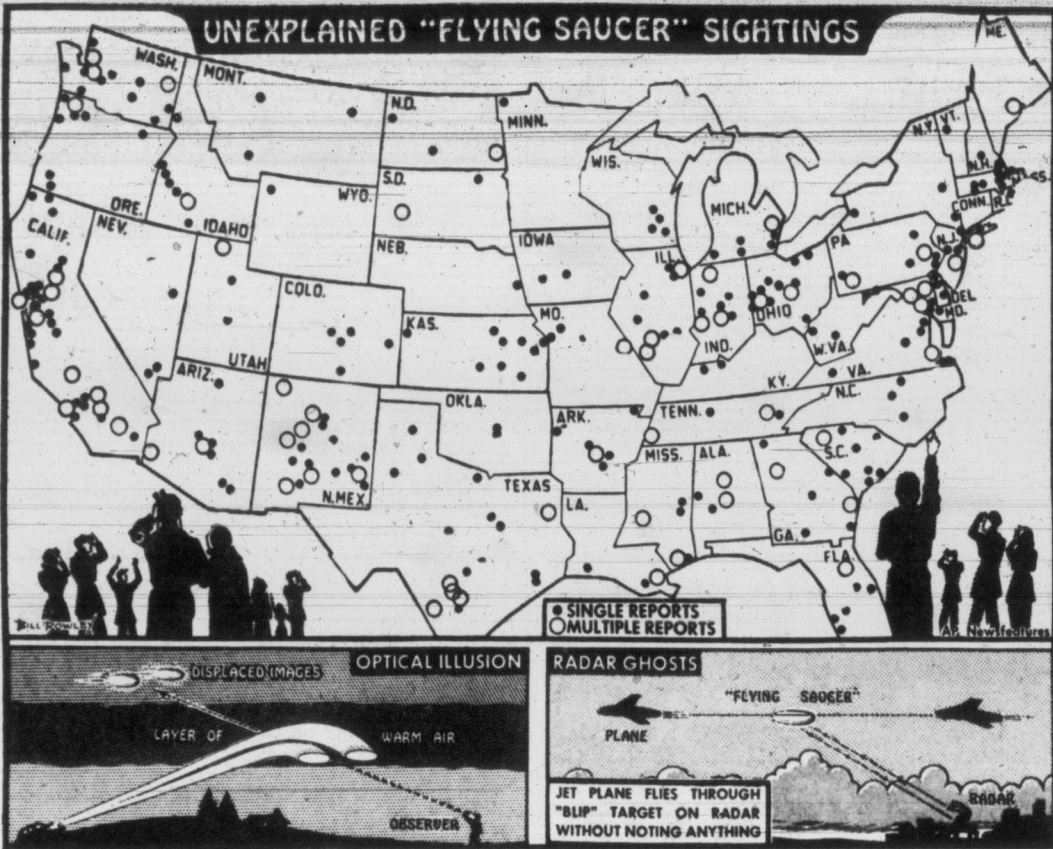 UNEXPLAINED "FLYING SAUCER" SIGHTINGS
WASH.
MONT.
N.D.
MINN.
ME.
N.Y.
VT.
N.H.
WIS.
MICH.
S.D.
WYO.
ORE.
IDAHO
CONN.
R.I.
CALIF.
NEV.
NEB.
IOWA
ILL.
PA
N.J.
COLO.
DEL
MD.
KAS.
MO.
IND.
OHIO
W.VA.
VA.
UTAH
ARIZ.
KY.
N.C.
OKLA.
ARK.
TENN.
S.C.
MISS.
ALA.
N.MEX.
TEXAS
LA.
GA.
FLA.
● SINGLE REPORTS
○ MULTIPLE REPORTS
BILL ROWLEY
AP Newsfeatures
OPTICAL ILLUSION
DISPLACED IMAGES
LAYER OF WARM AIR
OBSERVER
RADAR GHOSTS
"FLYING SAUCER"
PLANE
RADAR
JET PLANE FLIES THROUGH
"BLIP" TARGET ON RADAR
WITHOUT NOTING ANYTHING